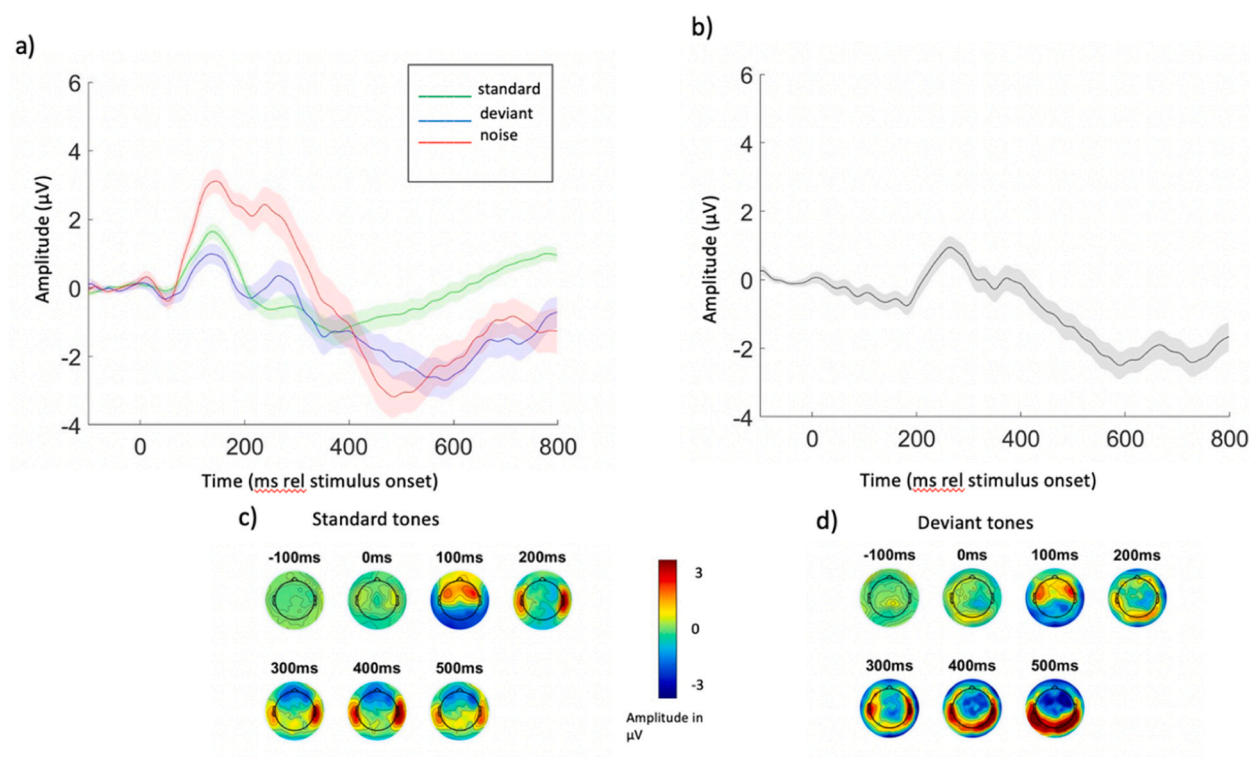 a)
6
4
2
0
-2
-4
Amplitude (µV)
standard
deviant
noise
0 200 400 600 800
Time (ms rel stimulus onset)
b)
6
4
2
0
-2
-4
Amplitude (µV)
0 200 400 600 800
Time (ms rel stimulus onset)
c) Standard tones
-100ms 0ms 100ms 200ms
300ms 400ms 500ms
3
0
-3
Amplitude in
µV
d) Deviant tones
-100ms 0ms 100ms 200ms
300ms 400ms 500ms